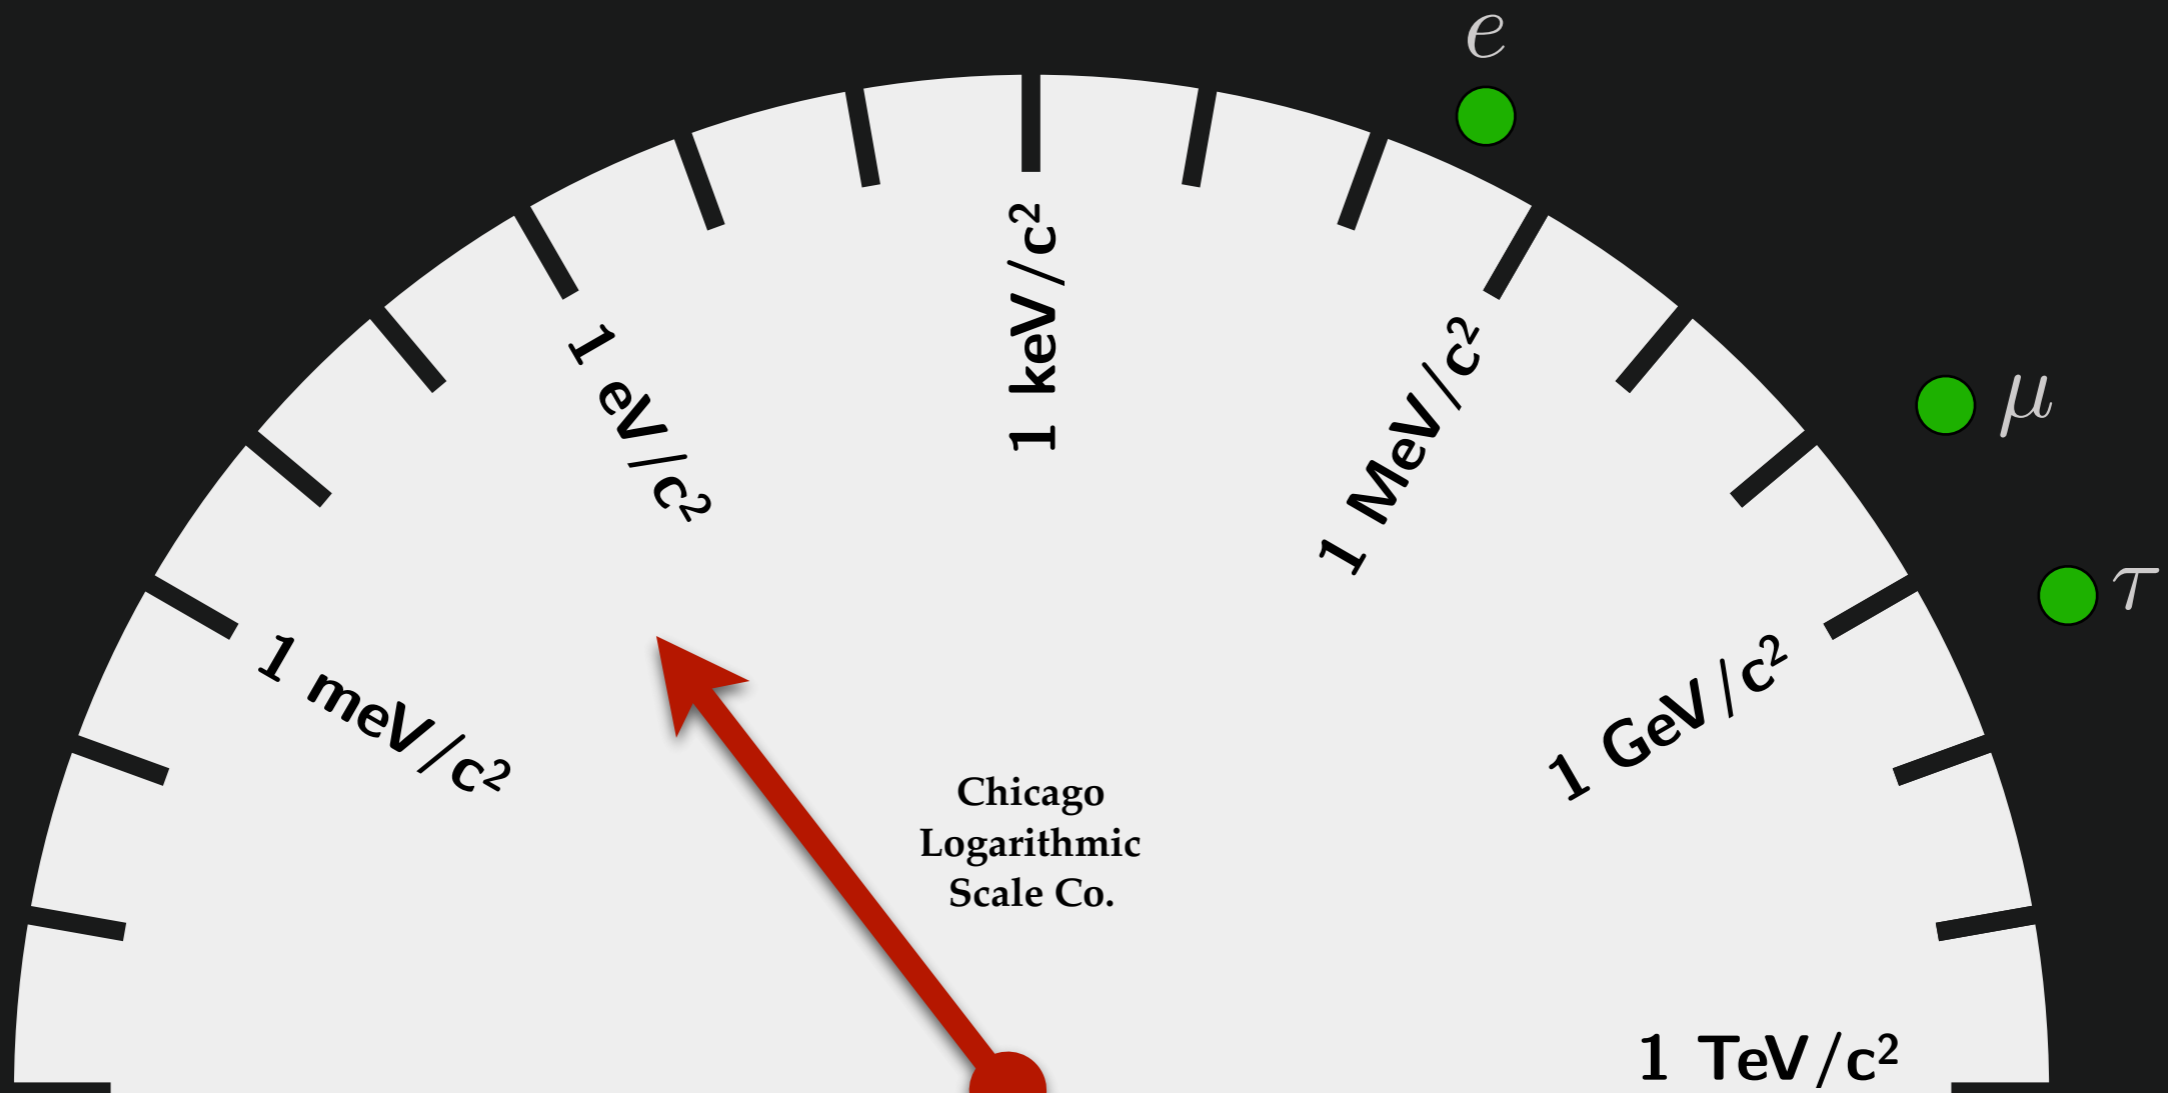 e
μ
τ
1 meV/c²
1 eV/c²
1 keV/c²
1 MeV/c²
1 GeV/c²
1 TeV/c²
Chicago
Logarithmic
Scale Co.